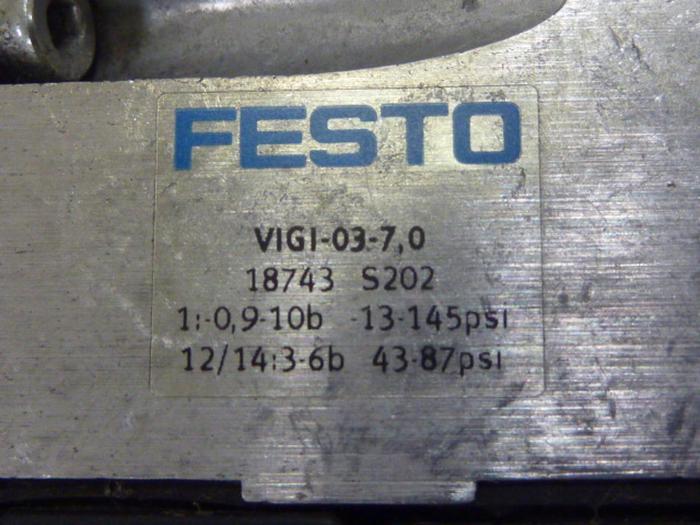 FESTO
VIGI-03-7,0
18743 S202
1:-0,9-10b -13-145psi
12/14:3-6b 43-87psi